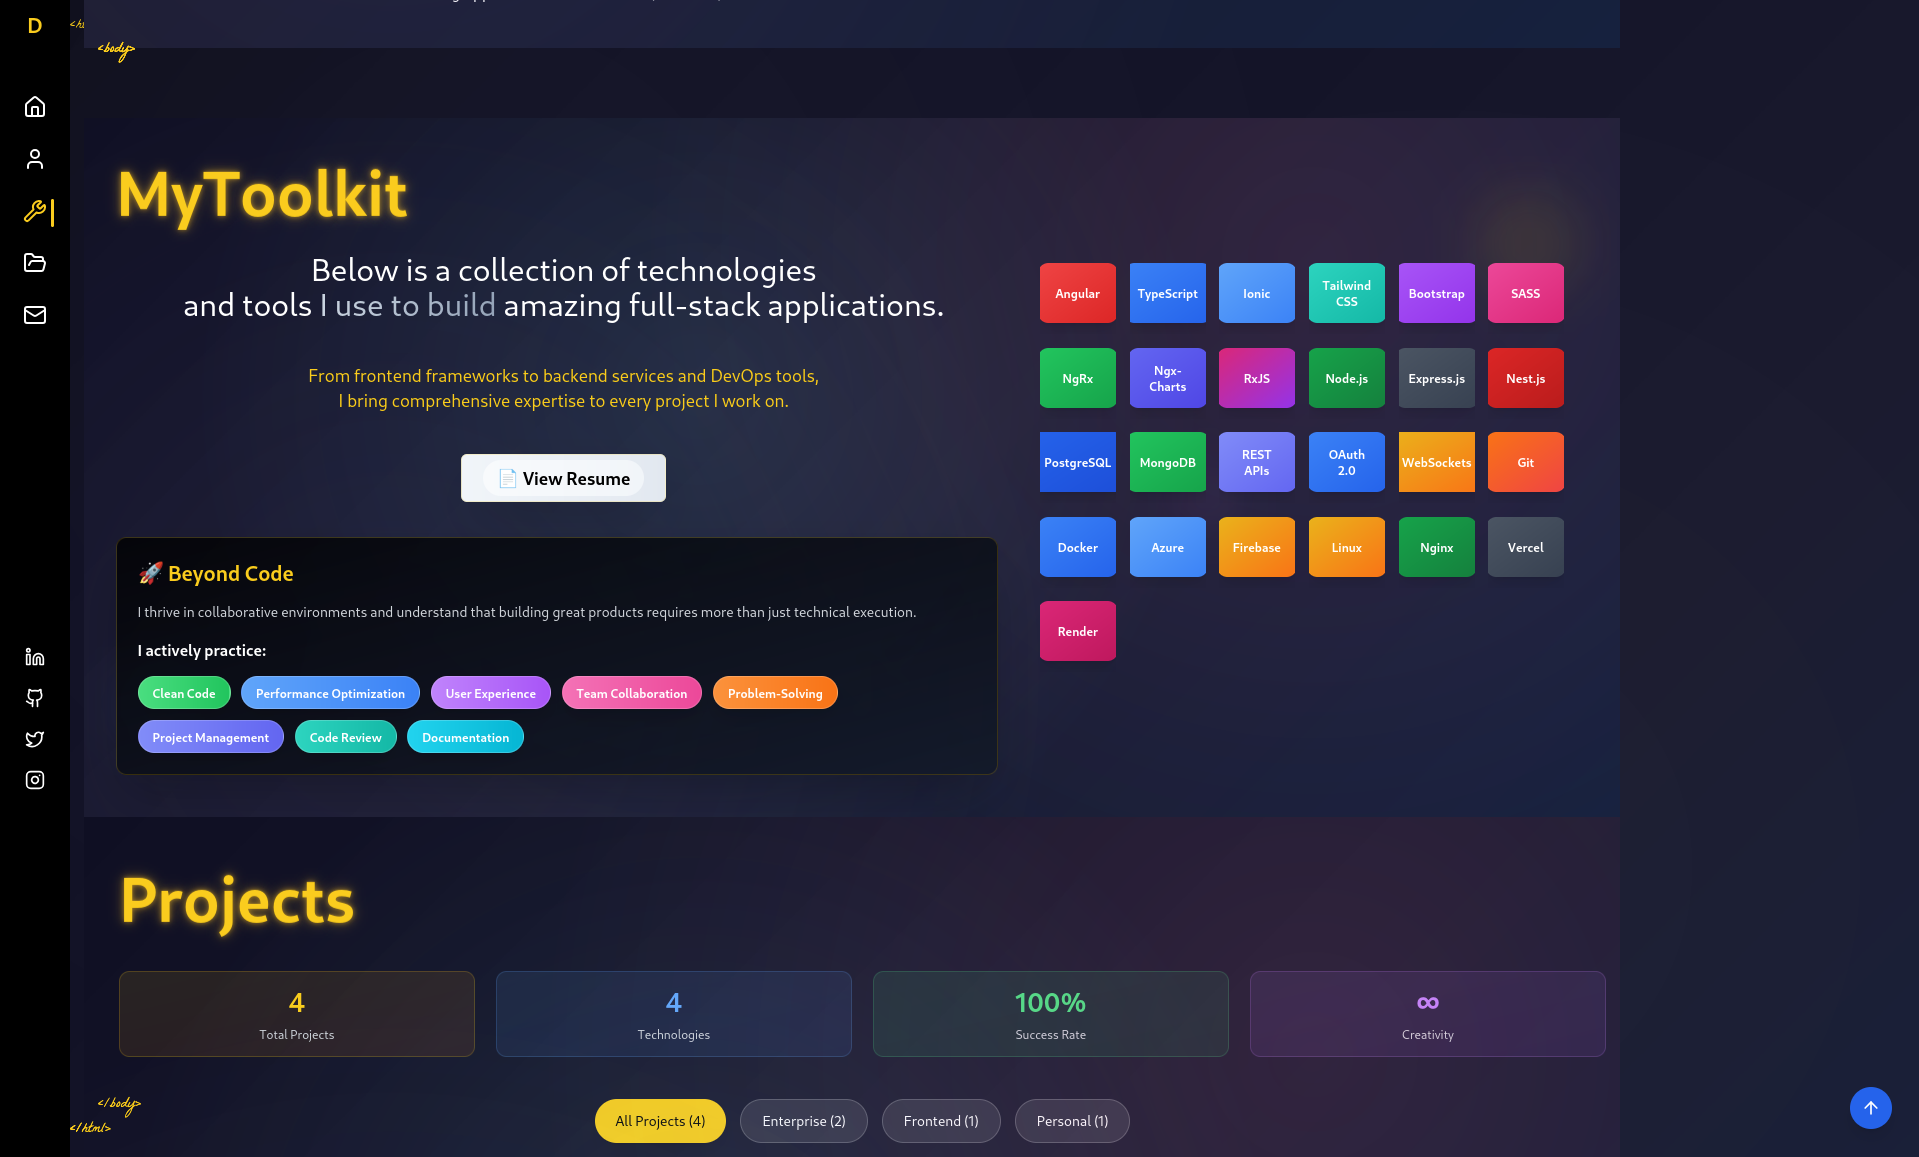 D
<body>
MyToolkit
Below is a collection of technologies
and tools I use to build amazing full-stack applications.
From frontend frameworks to backend services and DevOps tools,
I bring comprehensive expertise to every project I work on.
📄 View Resume
🚀 Beyond Code
I thrive in collaborative environments and understand that building great products requires more than just technical execution.
I actively practice:
Clean Code
Performance Optimization
User Experience
Team Collaboration
Problem-Solving
Project Management
Code Review
Documentation
Angular
TypeScript
Ionic
Tailwind
CSS
Bootstrap
SASS
NgRx
Ngx-
Charts
RxJS
Node.js
Express.js
Nest.js
PostgreSQL
MongoDB
REST
APIs
OAuth
2.0
WebSockets
Git
Docker
Azure
Firebase
Linux
Nginx
Vercel
Render
Projects
4
Total Projects
4
Technologies
100%
Success Rate
∞
Creativity
All Projects (4)
Enterprise (2)
Frontend (1)
Personal (1)
</body>
</html>